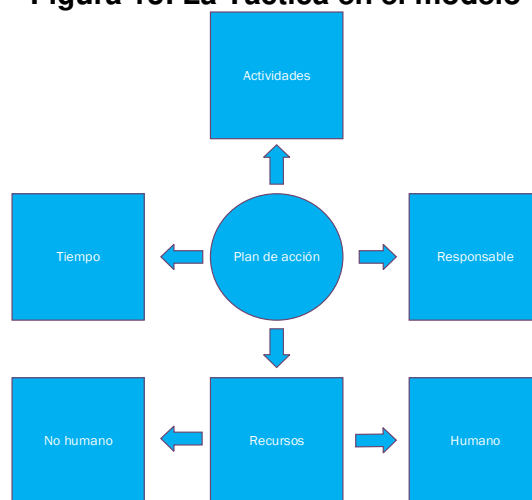 Figura La Táctica en el modelo
Actividades
Tiempo
Plan de acción
Responsable
No humano
Recursos
Humano